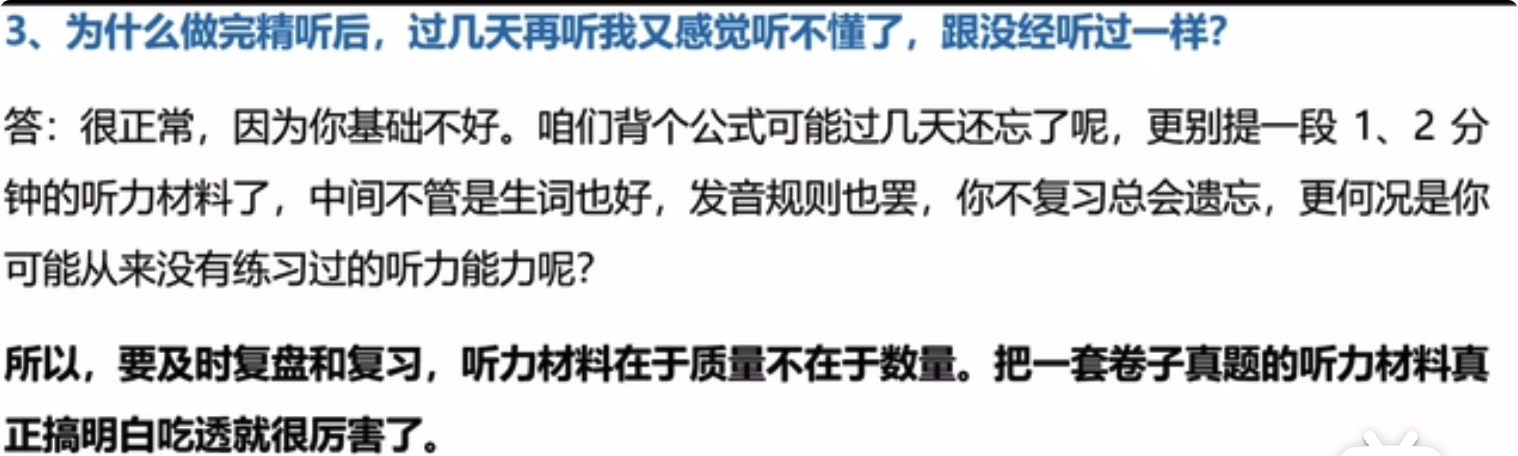 3、为什么做完精听后，过几天再听我又感觉听不懂了，跟没经听过一样？
答：很正常，因为你基础不好。咱们背个公式可能过几天还忘了呢，更别提一段 1、2 分
钟的听力材料了，中间不管是生词也好，发音规则也罢，你不复习总会遗忘，更何况是你
可能从来没有练习过的听力能力呢？
所以，要及时复盘和复习，听力材料在于质量不在于数量。把一套卷子真题的听力材料真
正搞明白吃透就很厉害了。